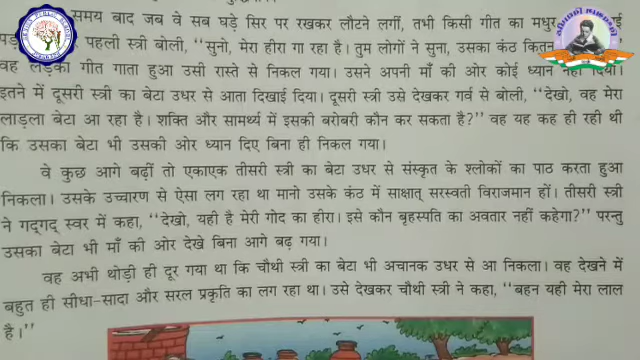 समय बाद जब वे सब घड़े सिर पर रखकर लौटने लगीं, तभी किसी गीत का मधुर
पहली स्त्री बोली, ‘‘सुनो, मेरा हीरा गा रहा है। तुम लोगों ने सुना, उसका कंठ
वह लड़का गीत गाता हुआ उसी रास्ते से निकल गया। उसने अपनी माँ की ओर कोई ध्यान नहीं दिया।
इतने में दूसरी स्त्री का बेटा उधर से आता दिखाई दिया। दूसरी स्त्री उसे देखकर गर्व से बोली, ‘‘देखो, वह मेरा
लाड़ला बेटा आ रहा है। शक्ति और सामर्थ्य में इसकी बराबरी कौन कर सकता है?’’ वह यह कह ही रही थी
कि उसका बेटा भी उसकी ओर ध्यान दिए बिना ही निकल गया।
वे कुछ आगे बढ़ीं तो एकाएक तीसरी स्त्री का बेटा उधर से संस्कृत के श्लोकों का पाठ करता हुआ
निकला। उसके उच्चारण से ऐसा लग रहा था मानो उसके कंठ में साक्षात् सरस्वती विराजमान हों। तीसरी स्त्री
ने गद्‌गद् स्वर में कहा, ‘‘देखो, यही है मेरी गोद का हीरा। इसे कौन बृहस्पति का अवतार नहीं कहेगा?’’ परन्तु
उसका बेटा भी माँ की ओर देखे बिना आगे बढ़ गया।
वह अभी थोड़ी ही दूर गया था कि चौथी स्त्री का बेटा भी अचानक उधर से आ निकला। वह देखने में
बहुत ही सीधा-सादा और सरल प्रकृति का लग रहा था। उसे देखकर चौथी स्त्री ने कहा, ‘‘बहन यही मेरा लाल
है।’’